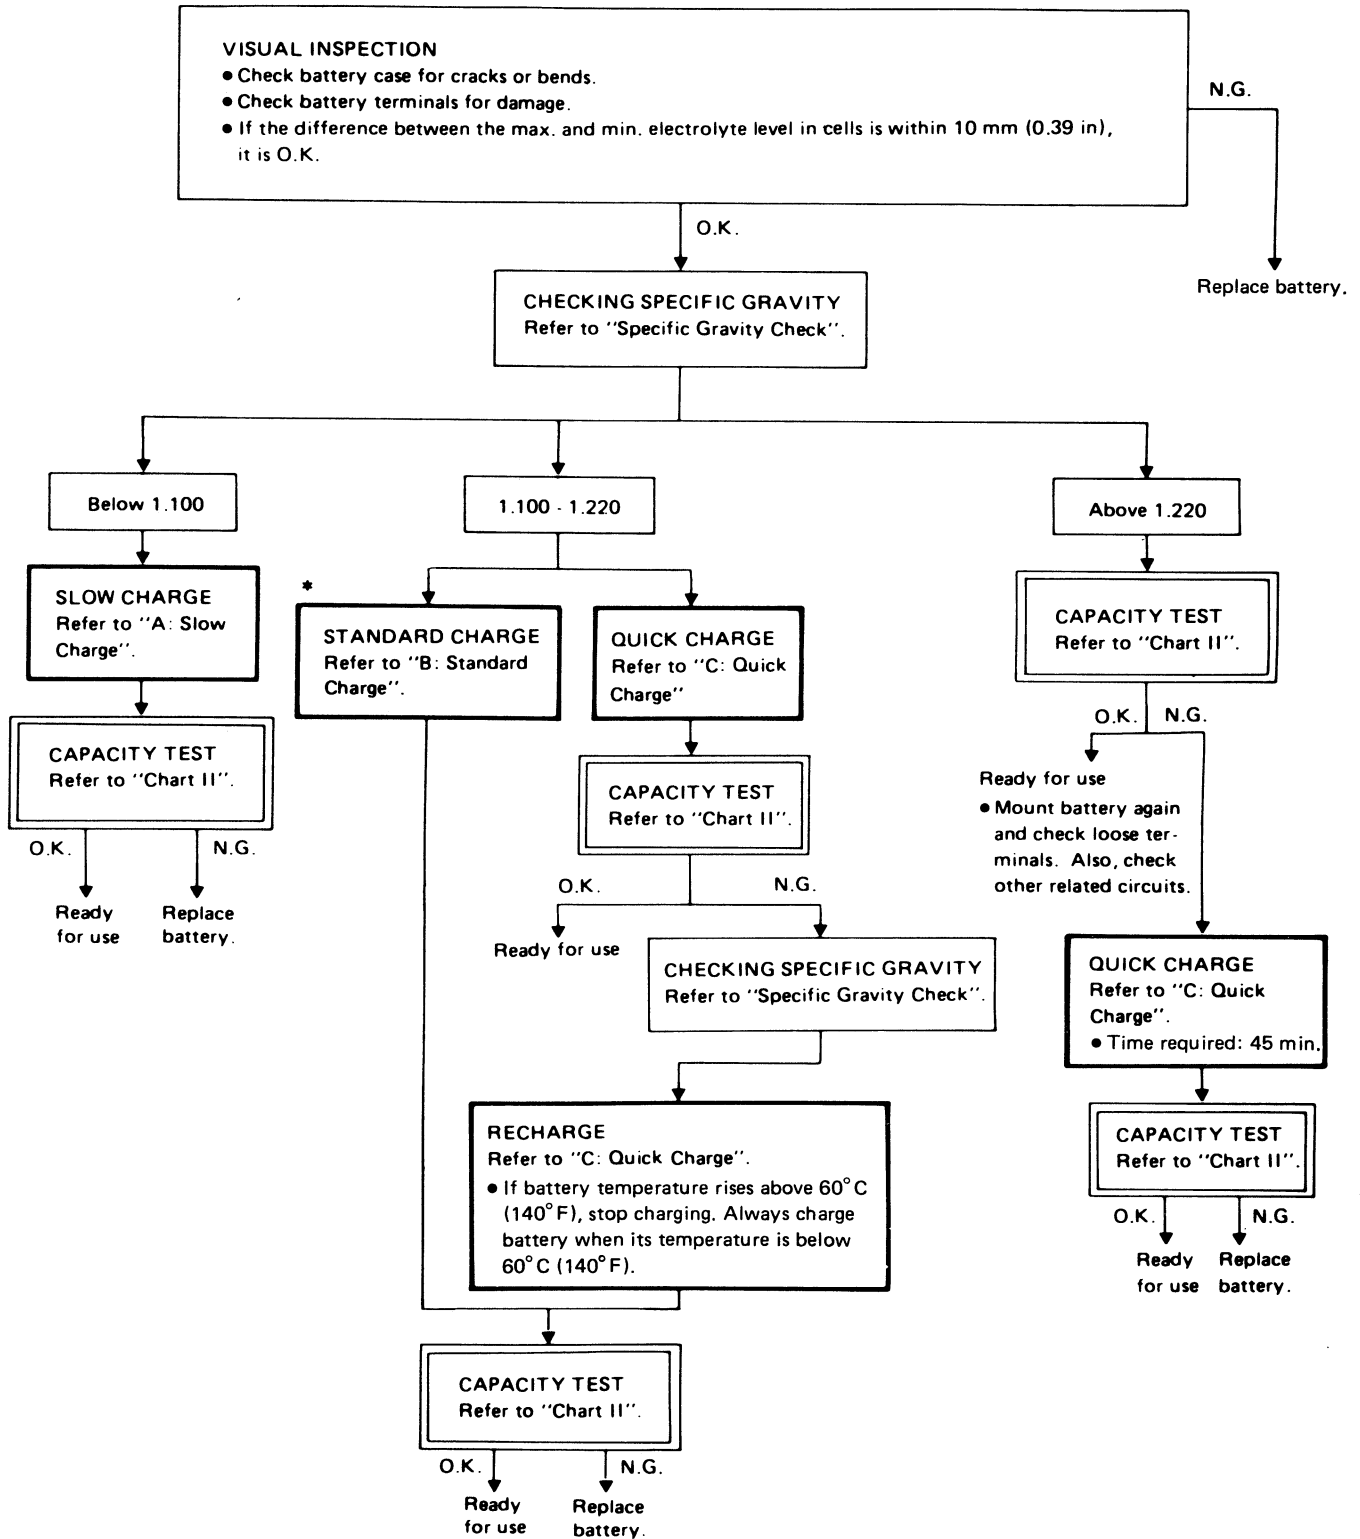 VISUAL INSPECTION
● Check battery case for cracks or bends.
● Check battery terminals for damage.
● If the difference between the max. and min. electrolyte level in cells is within 10 mm (0.39 in),
it is O.K.
N.G.
Replace battery.
O.K.
CHECKING SPECIFIC GRAVITY
Refer to "Specific Gravity Check".
Below 1.100
1.100 - 1.220
Above 1.220
SLOW CHARGE
Refer to "A: Slow
Charge".
CAPACITY TEST
Refer to "Chart II".
O.K.
N.G.
Ready
for use
Replace
battery.
*
STANDARD CHARGE
Refer to "B: Standard
Charge".
QUICK CHARGE
Refer to "C: Quick
Charge"
CAPACITY TEST
Refer to "Chart II".
O.K.
N.G.
Ready for use
CHECKING SPECIFIC GRAVITY
Refer to "Specific Gravity Check".
RECHARGE
Refer to "C: Quick Charge".
● If battery temperature rises above 60°C
(140°F), stop charging. Always charge
battery when its temperature is below
60°C (140°F).
CAPACITY TEST
Refer to "Chart II".
O.K.
N.G.
Ready
for use
Replace
battery.
CAPACITY TEST
Refer to "Chart II".
O.K.
N.G.
Ready for use
● Mount battery again
and check loose ter-
minals. Also, check
other related circuits.
QUICK CHARGE
Refer to "C: Quick
Charge".
● Time required: 45 min.
CAPACITY TEST
Refer to "Chart II".
O.K.
N.G.
Ready
for use
Replace
battery.